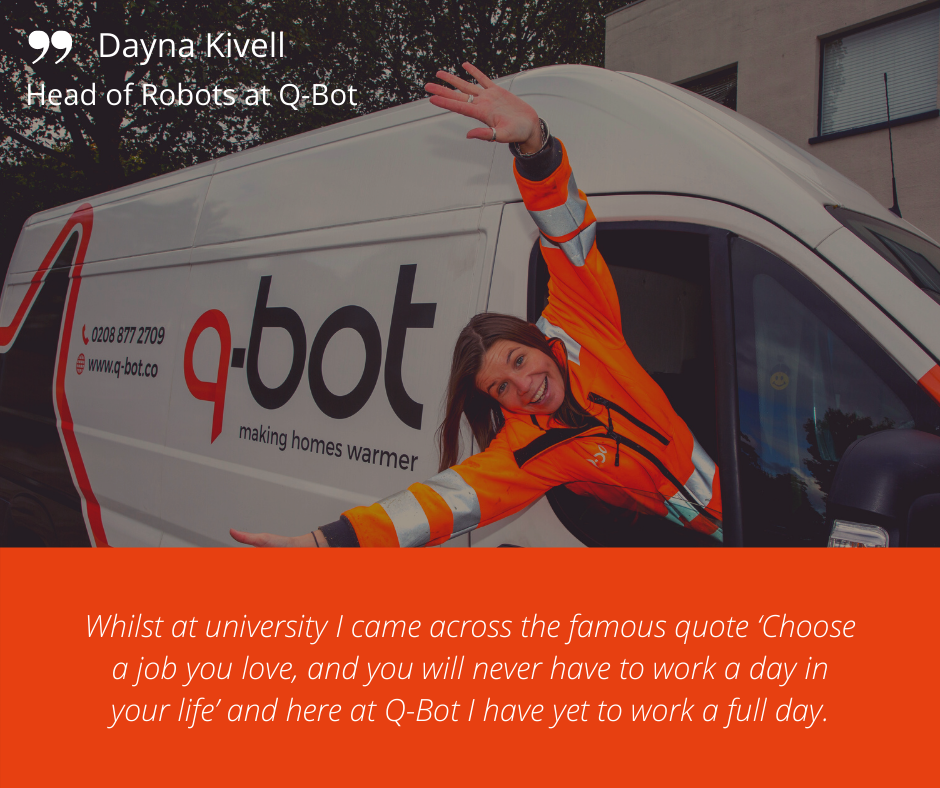 ❞ Dayna Kivell
Head of Robots at Q-Bot
0208 877 2709
www.q-bot.co
q-bot
making homes warmer
Whilst at university I came across the famous quote ‘Choose
a job you love, and you will never have to work a day in
your life’ and here at Q-Bot I have yet to work a full day.